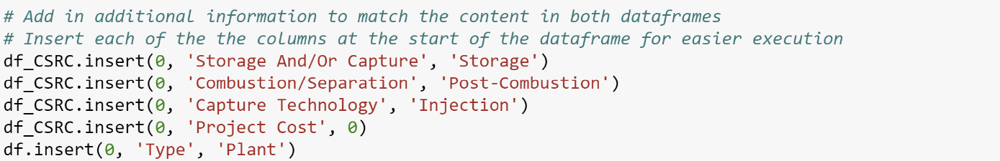 # Add in additional information to match the content in both dataframes
# Insert each of the the columns at the start of the dataframe for easier execution
df_CSRC.insert(0, 'Storage And/Or Capture', 'Storage')
df_CSRC.insert(0, 'Combustion/Separation', 'Post-Combustion')
df_CSRC.insert(0, 'Capture Technology', 'Injection')
df_CSRC.insert(0, 'Project Cost', 0)
df.insert(0, 'Type', 'Plant')